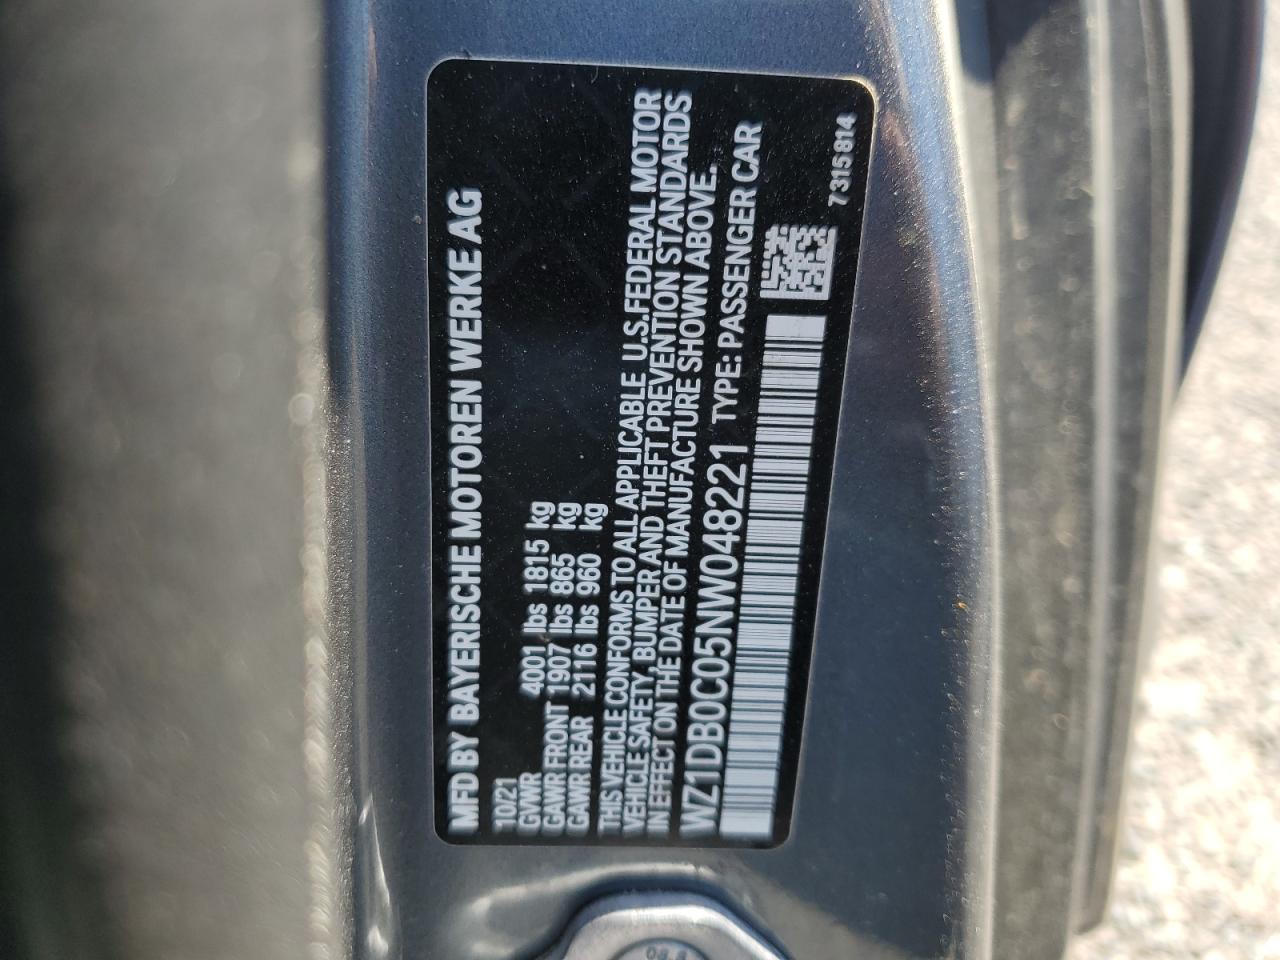 MFD BY BAYERISCHE MOTOREN WERKE AG
10/21
GVWR 4001 lbs 1815 kg
GAWR FRONT 1907 lbs 865 kg
GAWR REAR 2116 lbs 960 kg
THIS VEHICLE CONFORMS TO ALL APPLICABLE U.S.FEDERAL MOTOR
VEHICLE SAFETY, BUMPER AND THEFT PREVENTION STANDARDS
IN EFFECT ON THE DATE OF MANUFACTURE SHOWN ABOVE.
WZ1DB0C05NW048221 TYPE: PASSENGER CAR
7315814